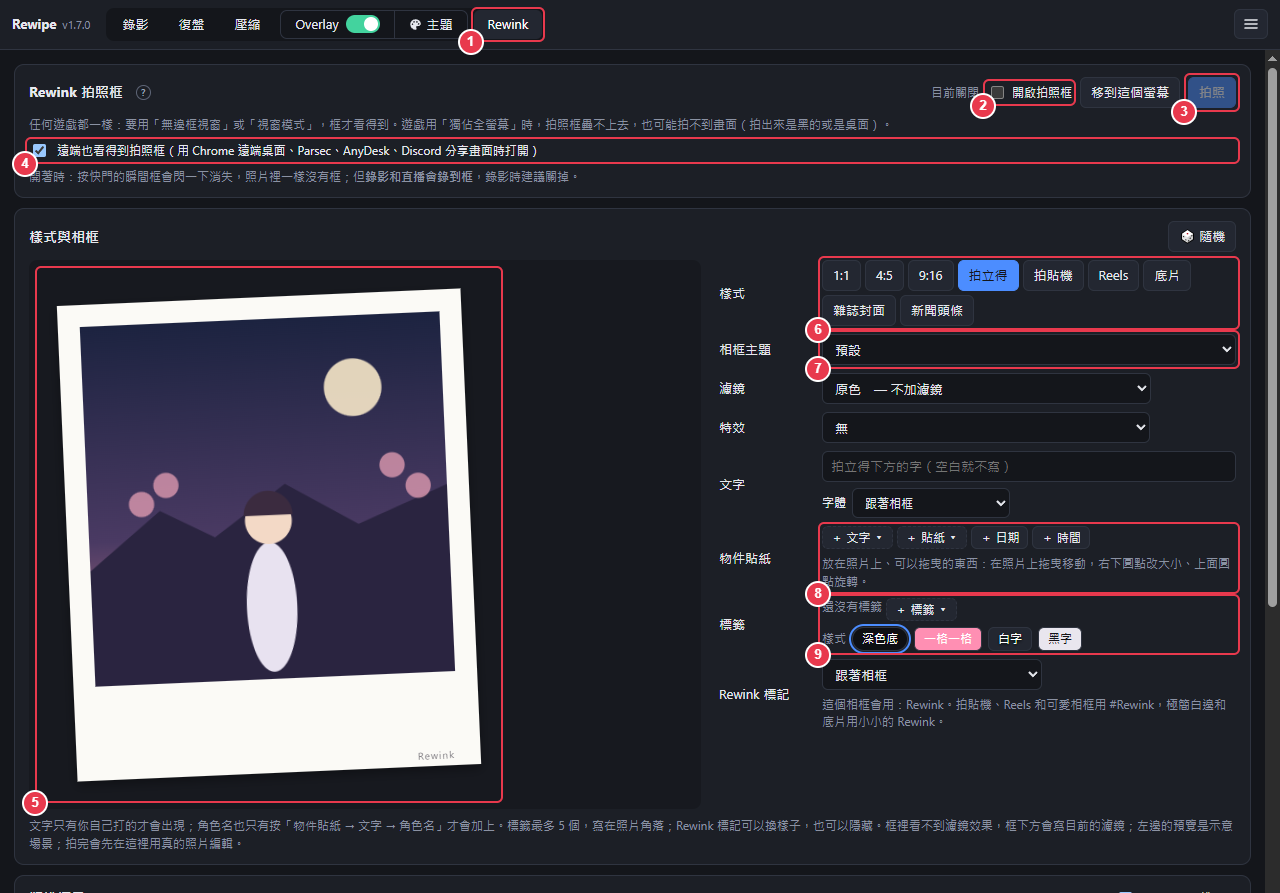 Rewipe v1.7.0 錄影 復盤 壓縮 Overlay 主題 Rewink
1
Rewink 拍照框 ? 目前關閉 開啟拍照框 移到這個螢幕 拍照
2
3
任何遊戲都一樣：要用「無邊框視窗」或「視窗模式」，框才看得到。遊戲用「獨佔全螢幕」時，拍照框疊不上去，也可能拍不到畫面（拍出來是黑的或是桌面）。
遠端也看得到拍照框（用 Chrome 遠端桌面、Parsec、AnyDesk、Discord 分享畫面時打開）
4
開著時：按快門的瞬間框會閃一下消失，照片裡一樣沒有框；但錄影和直播會錄到框，錄影時建議關掉。
樣式與相框 隨機
樣式 1:1 4:5 9:16 拍立得 拍貼機 Reels 底片
雜誌封面 新聞頭條
6
相框主題 預設
7
濾鏡 原色 — 不加濾鏡
特效 無
文字 拍立得下方的字（空白就不寫）
字體 跟著相框
物件貼紙 + 文字 + 貼紙 + 日期 + 時間
放在照片上、可以拖曳的東西：在照片上拖曳移動，右下圓點改大小、上面圓
點旋轉。
8
標籤 還沒有標籤 + 標籤
樣式 深色底 一格一格 白字 黑字
9
Rewink 標記 跟著相框
這個相框會用：Rewink。拍貼機、Reels 和可愛相框用 #Rewink，極簡白邊和
底片用小小的 Rewink。
Rewink
5
文字只有你自己打的才會出現；角色名也只有按「物件貼紙 → 文字 → 角色名」才會加上。標籤最多 5 個，寫在照片角落；Rewink 標記可以換樣子，也可以隱藏。框裡看不到濾鏡效果，框下方會寫目前的濾鏡；左邊的預覽是示意
場景；拍完會先在這裡用真的照片編輯。